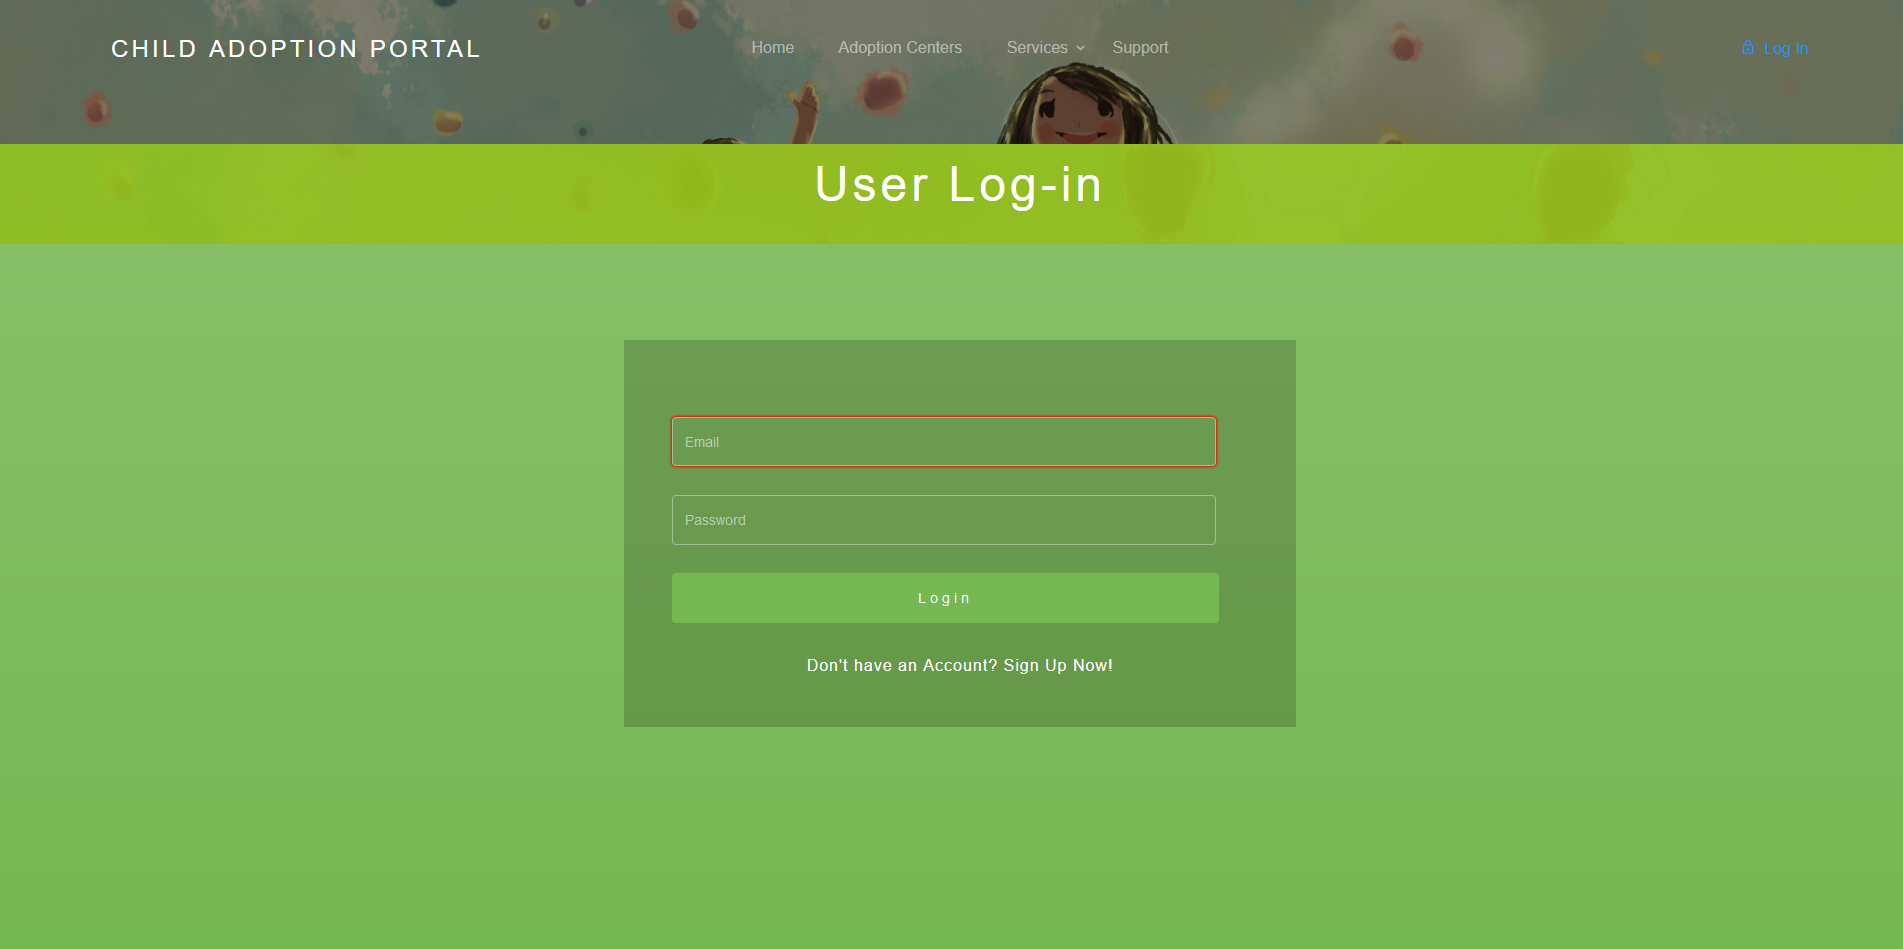 CHILD ADOPTION PORTAL
Home
Adoption Centers
Services
Support
Log In
User Log-in
Email
Password
Login
Don't have an Account? Sign Up Now!